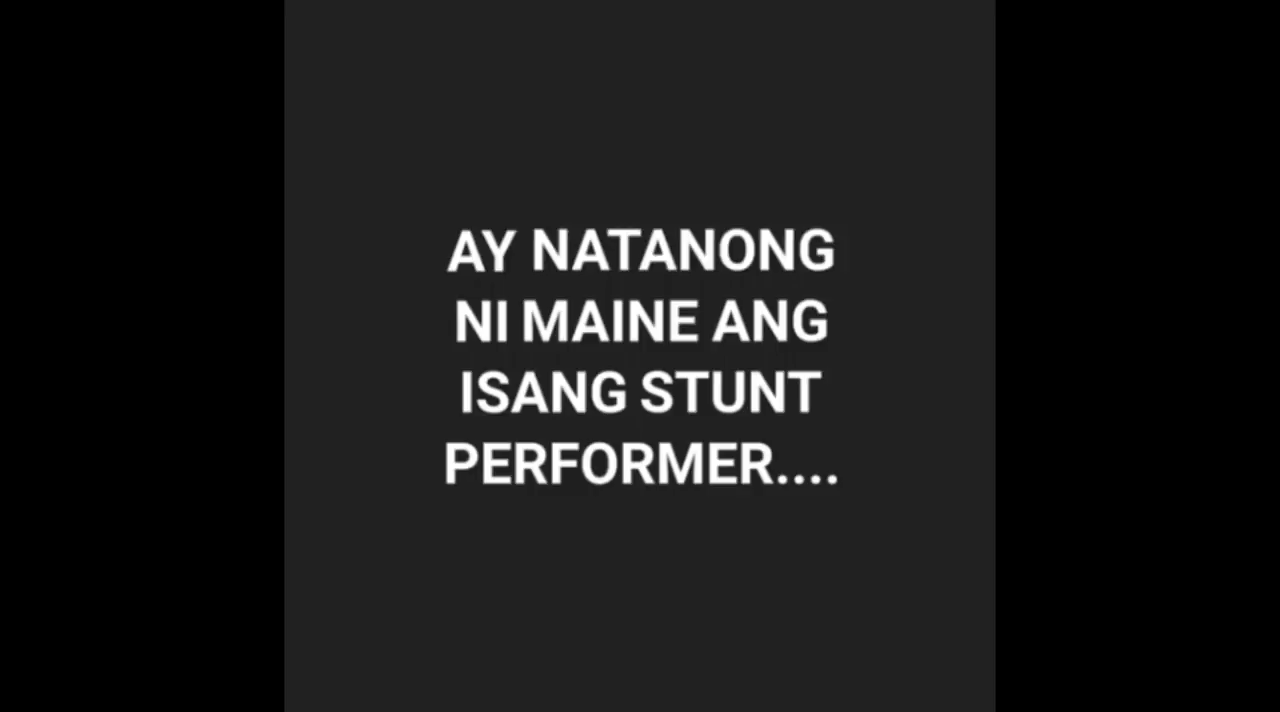 AY NATANONG
NI MAINE ANG
ISANG STUNT
PERFORMER....